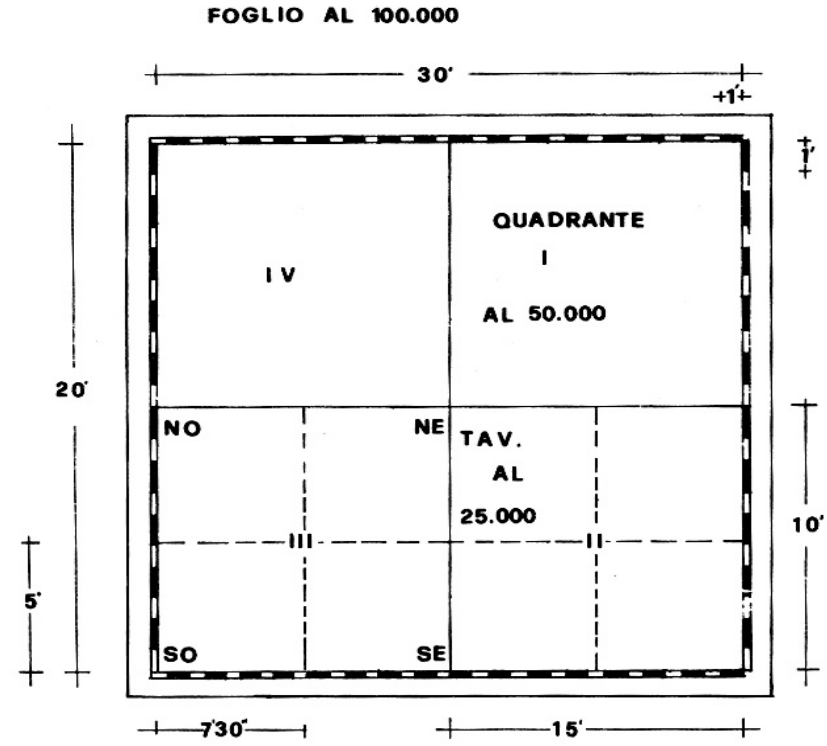 FOGLIO AL 100.000
30'
1'
1'
QUADRANTE
I
IV
AL 50.000
20'
NO
NE
TAV.
AL
25.000
10'
III
II
5'
SO
SE
7'30"
15'